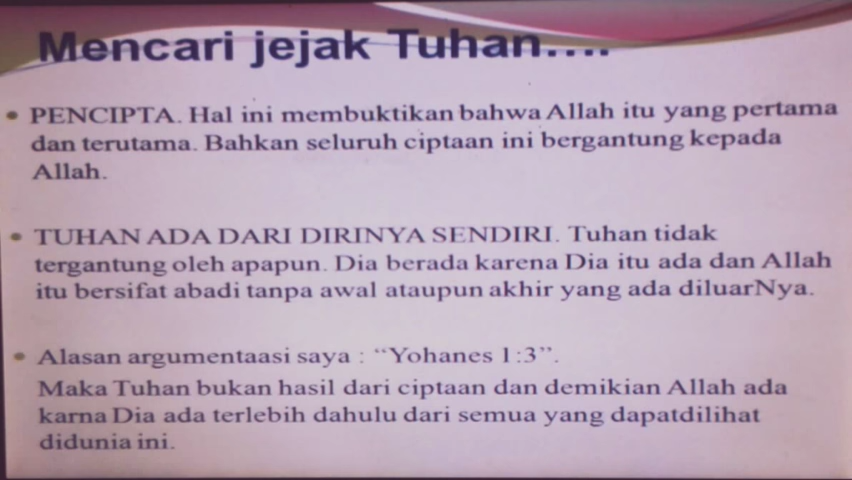 Mencari jejak Tuhan....
• PENCIPTA. Hal ini membuktikan bahwa Allah itu yang pertama
dan terutama. Bahkan seluruh ciptaan ini bergantung kepada
Allah.
• TUHAN ADA DARI DIRINYA SENDIRI. Tuhan tidak
tergantung oleh apapun. Dia berada karena Dia itu ada dan Allah
itu bersifat abadi tanpa awal ataupun akhir yang ada diluarNya.
• Alasan argumentaasi saya : “Yohanes 1:3”.
Maka Tuhan bukan hasil dari ciptaan dan demikian Allah ada
karna Dia ada terlebih dahulu dari semua yang dapatdilihat
didunia ini.